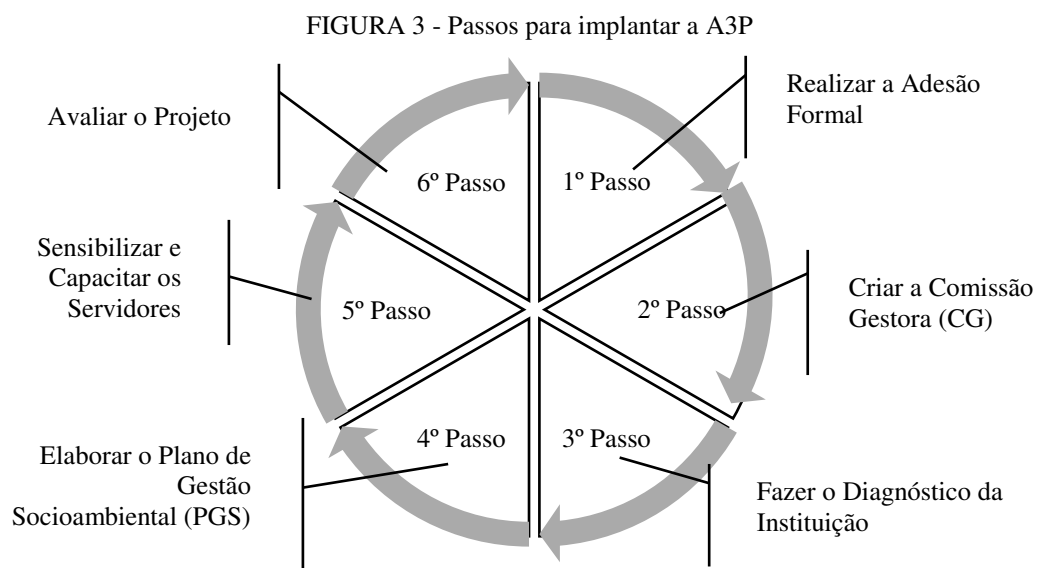 FIGURA 3 - Passos para implantar a A3P
1º Passo
Realizar a Adesão
Formal
2º Passo
Criar a Comissão
Gestora (CG)
3º Passo
Fazer o Diagnóstico da
Instituição
4º Passo
Elaborar o Plano de
Gestão
Socioambiental (PGS)
5º Passo
Sensibilizar e
Capacitar os
Servidores
6º Passo
Avaliar o Projeto